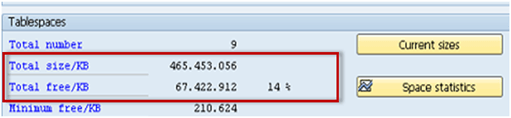 Tablespaces
Total number 9 Current sizes
Total size/KB 465.453.056
Total free/KB 67.422.912 14 % Space statistics
Minimum free/KB 210.624